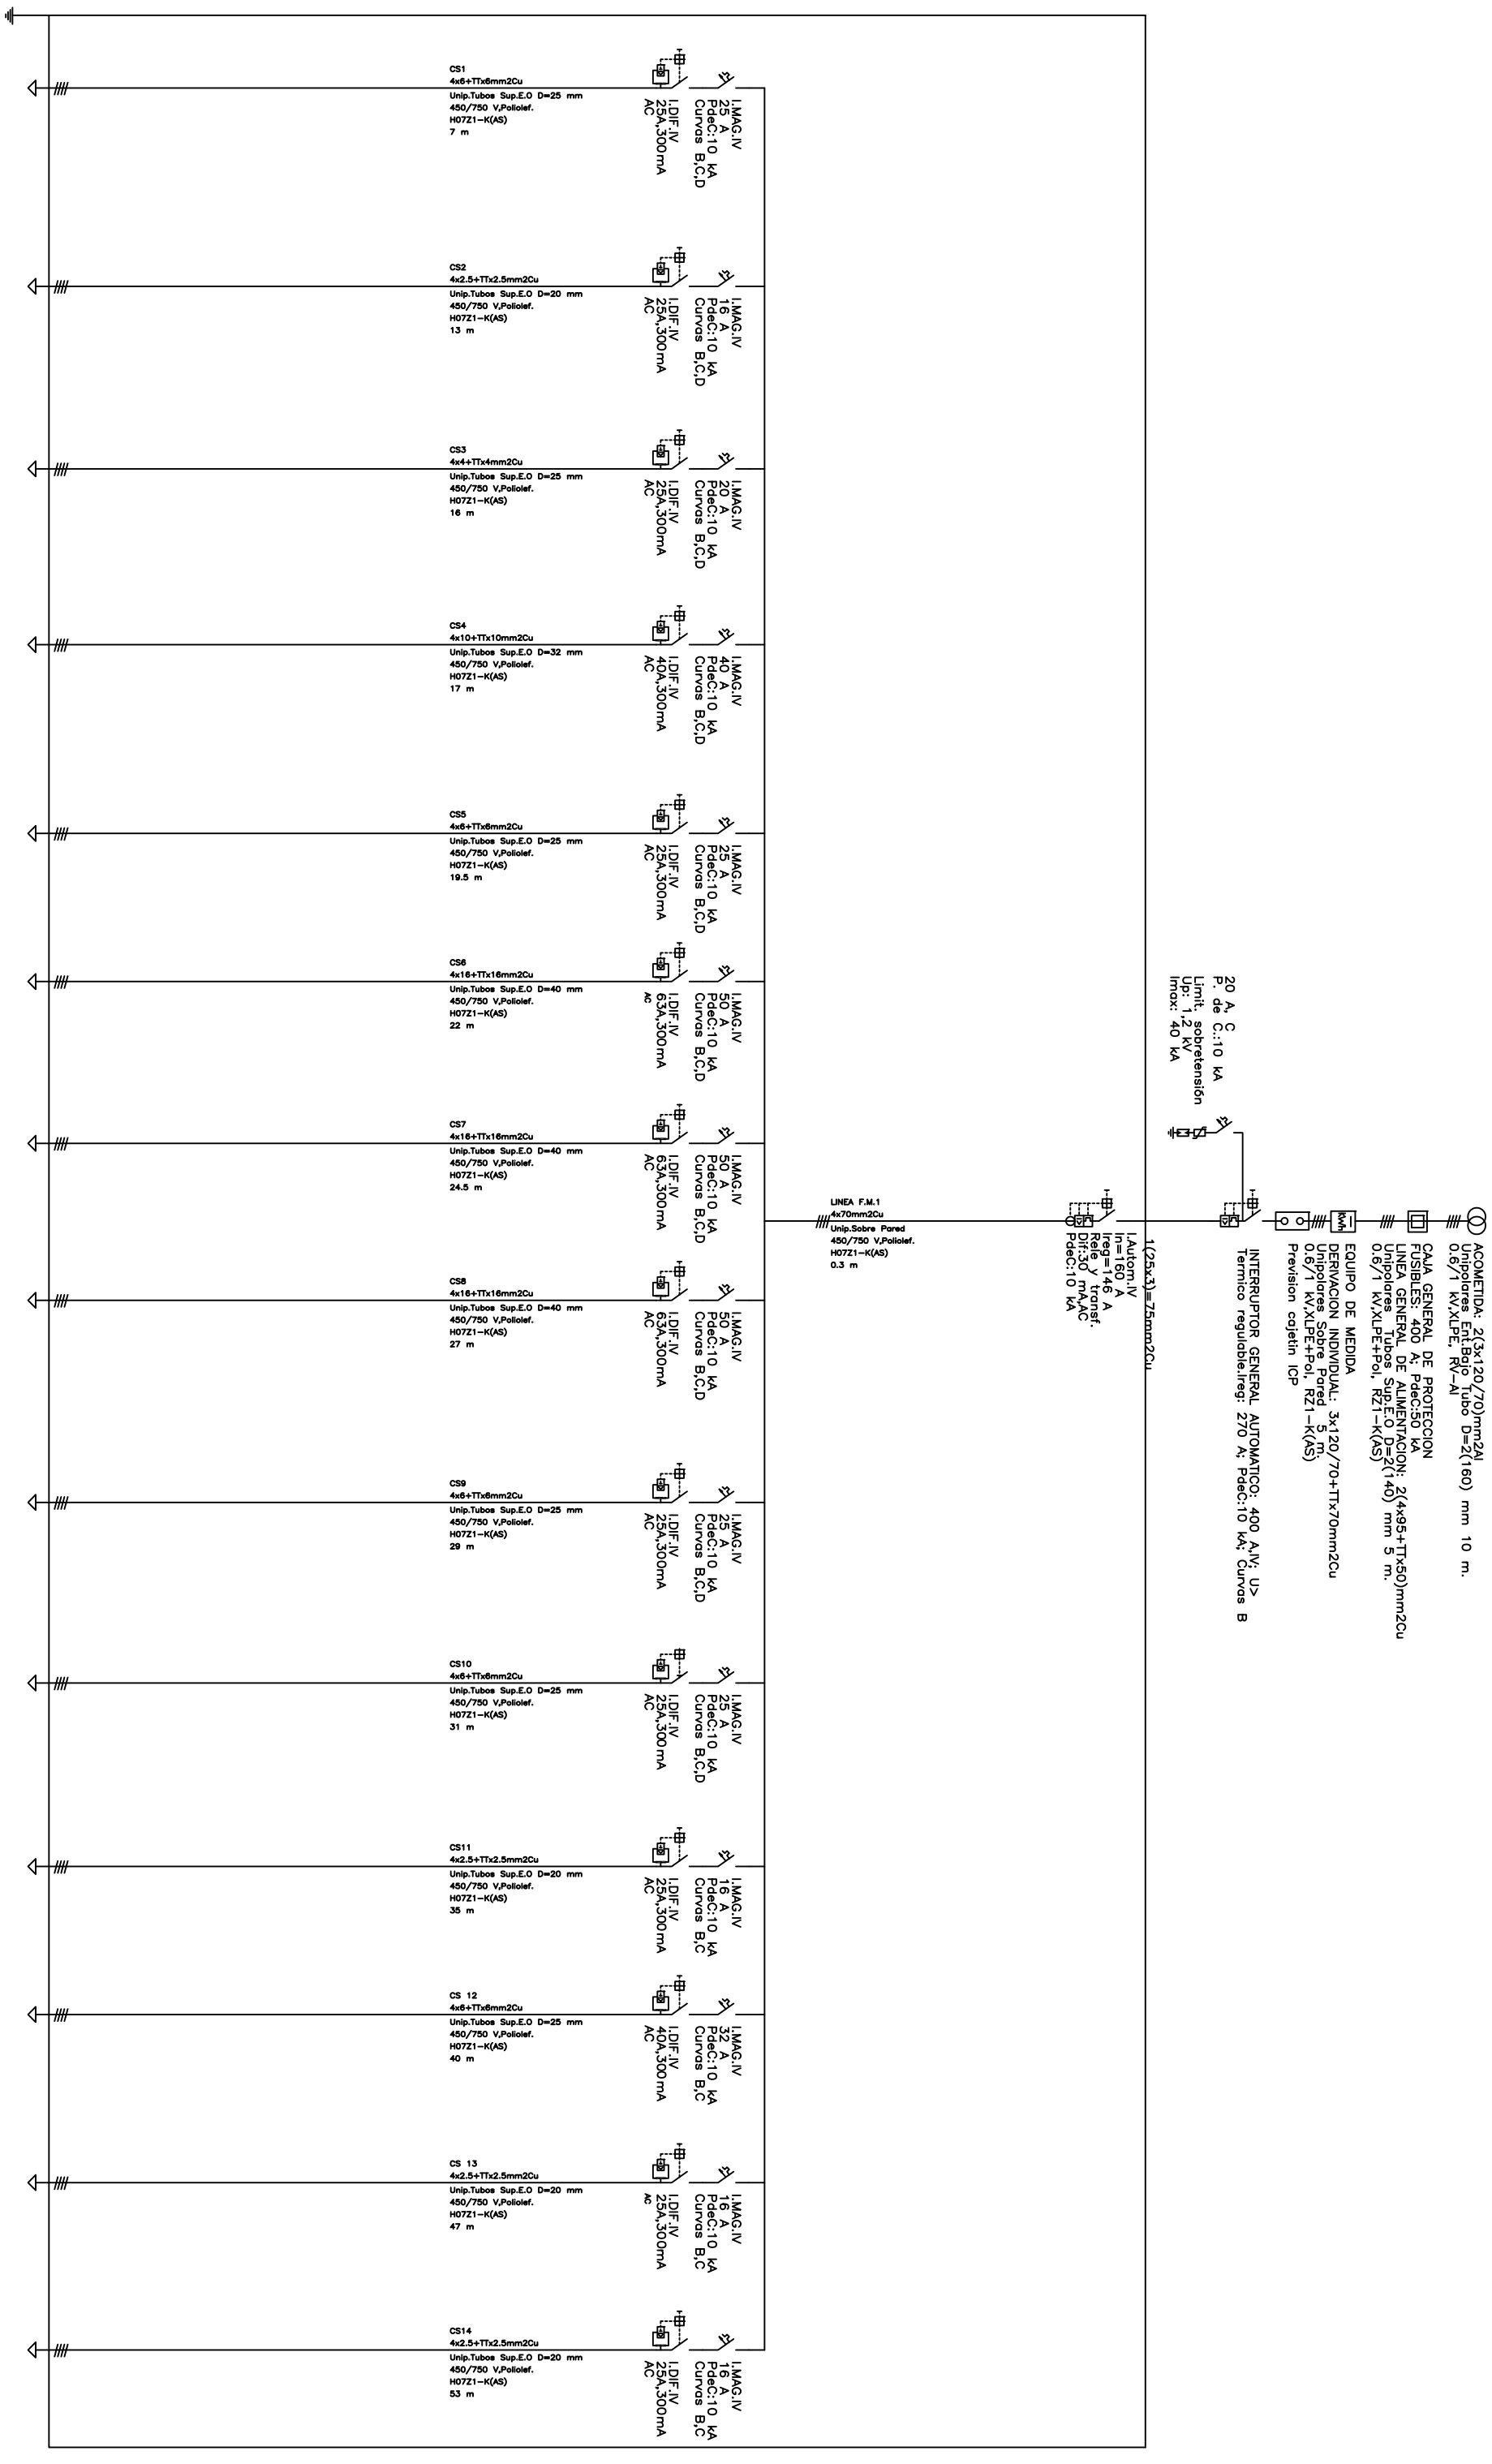 ACOMETIDA: 2(3x120/70)mm2Al
Unipolares Ent.Bajo Tubo D=2(160) mm 10 m.
0.6/1 kV,XLPE, RV-Al
CAJA GENERAL DE PROTECCION
FUSIBLES: 400 A; PdeC:50 kA
LINEA GENERAL DE ALIMENTACION: 2(4x95+TTx50)mm2Cu
Unipolares Tubos Sup.E.O D=2(140) mm 5 m.
0.6/1 kV,XLPE+Pol, RZ1-K(AS)
EQUIPO DE MEDIDA
kWh
DERIVACION INDIVIDUAL: 3x120/70+TTx70mm2Cu
Unipolares Sobre Pared 5 m.
0.6/1 kV,XLPE+Pol, RZ1-K(AS)
Prevision cajetin ICP
INTERRUPTOR GENERAL AUTOMATICO: 400 A,IV; U>
Termico regulable.Ireg: 270 A; PdeC:10 kA; Curvas B
20 A, C
P. de C.:10 kA
Limit. sobretensión
Up: 1,2 kV
Imax: 40 kA
1(25x3)=75mm2Cu
I.Autom.IV
In=160 A
Ireg=146 A
Rele y transf.
Dif:30 mA,AC
PdeC:10 kA
LINEA F.M.1
4x70mm2Cu
Unip.Sobre Pared
450/750 V,Poliolef.
H07Z1-K(AS)
0.3 m
I.MAG.IV
25 A
PdeC:10 kA
Curvas B,C,D
I.DIF.IV
25A,300mA
AC
CS1
4x6+TTx6mm2Cu
Unip.Tubos Sup.E.O D=25 mm
450/750 V,Poliolef.
H07Z1-K(AS)
7 m
I.MAG.IV
16 A
PdeC:10 kA
Curvas B,C,D
I.DIF.IV
25A,300mA
AC
CS2
4x2.5+TTx2.5mm2Cu
Unip.Tubos Sup.E.O D=20 mm
450/750 V,Poliolef.
H07Z1-K(AS)
13 m
I.MAG.IV
20 A
PdeC:10 kA
Curvas B,C,D
I.DIF.IV
25A,300mA
AC
CS3
4x4+TTx4mm2Cu
Unip.Tubos Sup.E.O D=25 mm
450/750 V,Poliolef.
H07Z1-K(AS)
16 m
I.MAG.IV
40 A
PdeC:10 kA
Curvas B,C,D
I.DIF.IV
40A,300mA
AC
CS4
4x10+TTx10mm2Cu
Unip.Tubos Sup.E.O D=32 mm
450/750 V,Poliolef.
H07Z1-K(AS)
17 m
I.MAG.IV
25 A
PdeC:10 kA
Curvas B,C,D
I.DIF.IV
25A,300mA
AC
CS5
4x6+TTx6mm2Cu
Unip.Tubos Sup.E.O D=25 mm
450/750 V,Poliolef.
H07Z1-K(AS)
19.5 m
I.MAG.IV
50 A
PdeC:10 kA
Curvas B,C,D
I.DIF.IV
63A,300mA
AC
CS6
4x16+TTx16mm2Cu
Unip.Tubos Sup.E.O D=40 mm
450/750 V,Poliolef.
H07Z1-K(AS)
22 m
I.MAG.IV
50 A
PdeC:10 kA
Curvas B,C,D
I.DIF.IV
63A,300mA
AC
CS7
4x16+TTx16mm2Cu
Unip.Tubos Sup.E.O D=40 mm
450/750 V,Poliolef.
H07Z1-K(AS)
24.5 m
I.MAG.IV
50 A
PdeC:10 kA
Curvas B,C,D
I.DIF.IV
63A,300mA
AC
CS8
4x16+TTx16mm2Cu
Unip.Tubos Sup.E.O D=40 mm
450/750 V,Poliolef.
H07Z1-K(AS)
27 m
I.MAG.IV
25 A
PdeC:10 kA
Curvas B,C,D
I.DIF.IV
25A,300mA
AC
CS9
4x6+TTx6mm2Cu
Unip.Tubos Sup.E.O D=25 mm
450/750 V,Poliolef.
H07Z1-K(AS)
29 m
I.MAG.IV
25 A
PdeC:10 kA
Curvas B,C,D
I.DIF.IV
25A,300mA
AC
CS10
4x6+TTx6mm2Cu
Unip.Tubos Sup.E.O D=25 mm
450/750 V,Poliolef.
H07Z1-K(AS)
31 m
I.MAG.IV
16 A
PdeC:10 kA
Curvas B,C
I.DIF.IV
25A,300mA
AC
CS11
4x2.5+TTx2.5mm2Cu
Unip.Tubos Sup.E.O D=20 mm
450/750 V,Poliolef.
H07Z1-K(AS)
35 m
I.MAG.IV
32 A
PdeC:10 kA
Curvas B,C
I.DIF.IV
40A,300mA
AC
CS 12
4x6+TTx6mm2Cu
Unip.Tubos Sup.E.O D=25 mm
450/750 V,Poliolef.
H07Z1-K(AS)
40 m
I.MAG.IV
16 A
PdeC:10 kA
Curvas B,C
I.DIF.IV
25A,300mA
AC
CS 13
4x2.5+TTx2.5mm2Cu
Unip.Tubos Sup.E.O D=20 mm
450/750 V,Poliolef.
H07Z1-K(AS)
47 m
I.MAG.IV
16 A
PdeC:10 kA
Curvas B,C
I.DIF.IV
25A,300mA
AC
CS14
4x2.5+TTx2.5mm2Cu
Unip.Tubos Sup.E.O D=20 mm
450/750 V,Poliolef.
H07Z1-K(AS)
53 m